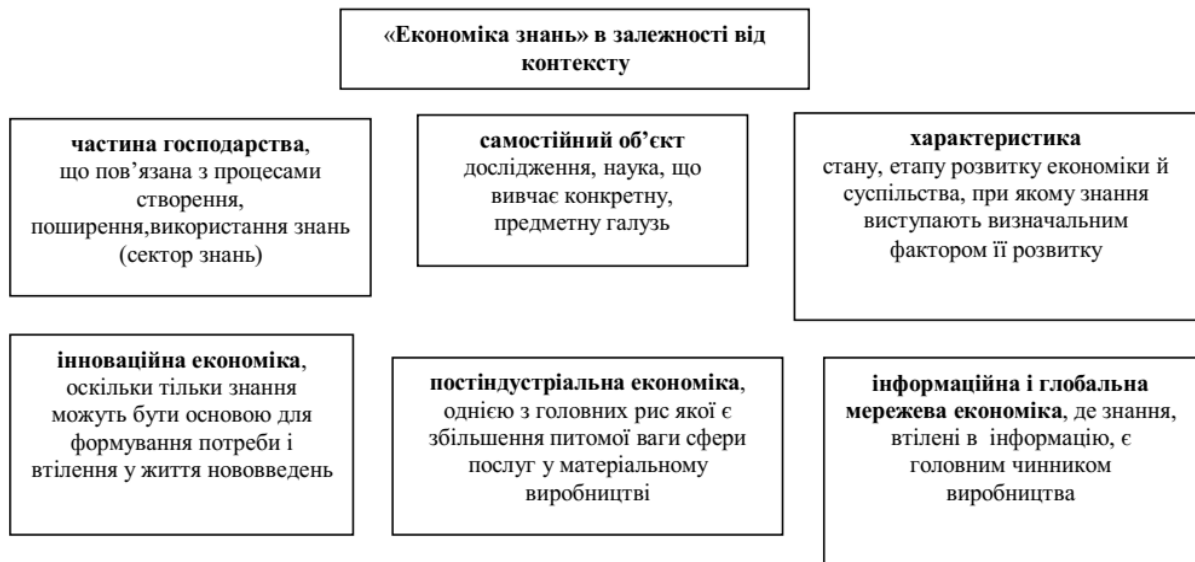 «Економіка знань» в залежності від
контексту
частина господарства,
що пов’язана з процесами
створення,
поширення,використання знань
(сектор знань)
самостійний об’єкт
дослідження, наука, що
вивчає конкретну,
предметну галузь
характеристика
стану, етапу розвитку економіки й
суспільства, при якому знання
виступають визначальним
фактором її розвитку
інноваційна економіка,
оскільки тільки знання
можуть бути основою для
формування потреби і
втілення у життя нововведень
постіндустріальна економіка,
однією з головних рис якої є
збільшення питомої ваги сфери
послуг у матеріальному
виробництві
інформаційна і глобальна
мережева економіка, де знання,
втілені в інформацію, є
головним чинником
виробництва